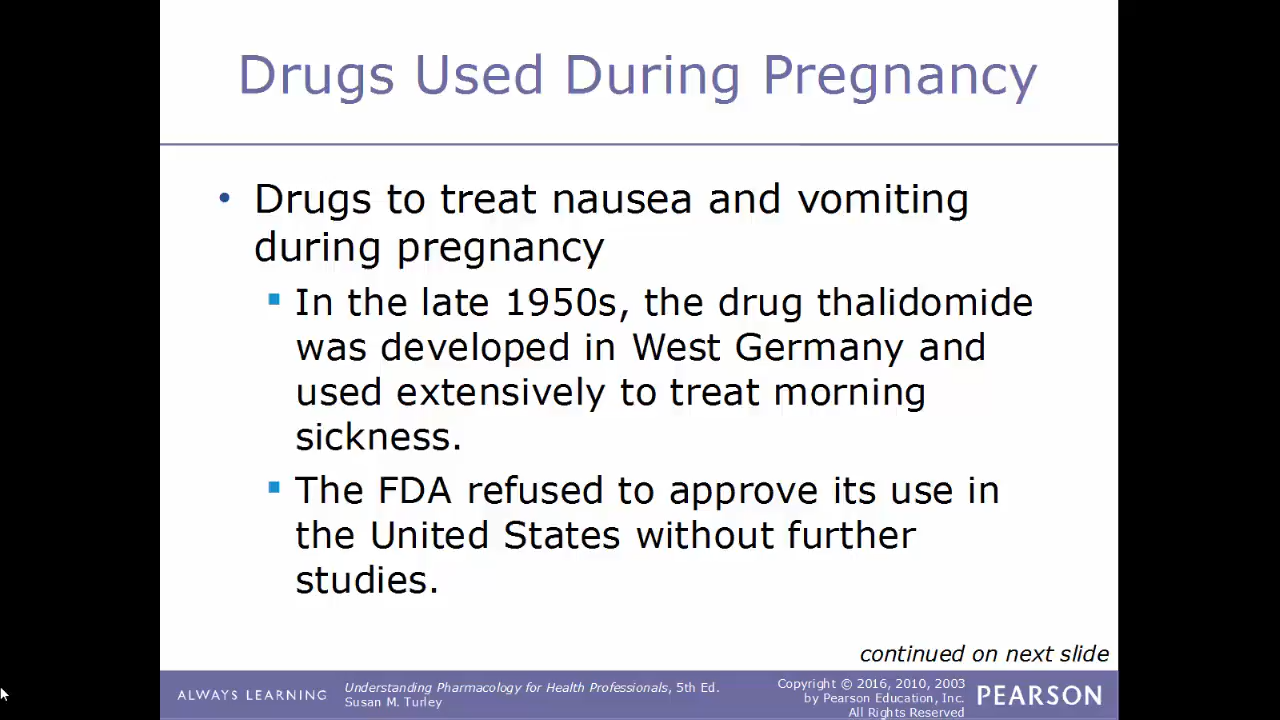 Drugs Used During Pregnancy
• Drugs to treat nausea and vomiting
during pregnancy
▪ In the late 1950s, the drug thalidomide
was developed in West Germany and
used extensively to treat morning
sickness.
▪ The FDA refused to approve its use in
the United States without further
studies.
continued on next slide
ALWAYS LEARNING
Understanding Pharmacology for Health Professionals, 5th Ed.
Susan M. Turley
Copyright © 2016, 2010, 2003
by Pearson Education, Inc.
All Rights Reserved
PEARSON